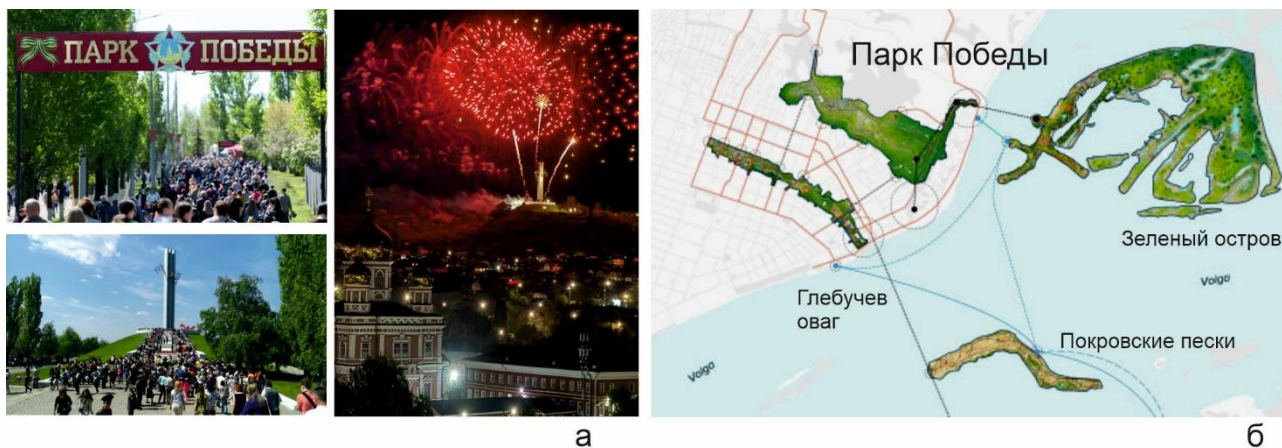 ПАРК ПОБЕДЫ
Парк Победы
Зеленый остров
Volga
Глебучев
оваг
Покровские пески
Volga
а
б